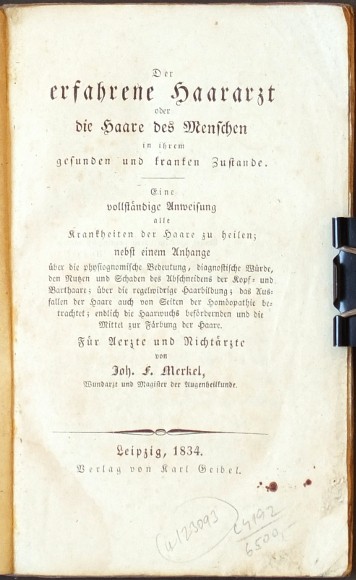 Der
erfahrene Haararzt
oder
die Haare des Menschen
in ihrem
gesunden und kranken Zustande.
Eine
vollständige Anweisung
alle
Krankheiten der Haare zu heilen;
nebst einem Anhange
über die physiognomische Bedeutung, diagnostische Würde,
den Nutzen und Schaden des Abschneidens der Kopf- und
Barthaare; über die regelwidrige Haarbildung; das Aus-
fallen der Haare auch von Seiten der Homöopathie be-
trachtet; endlich die Haarwuchs befördernden und die
Mittel zur Färbung der Haare.
Für Aerzte und Nichtärzte
von
Joh. F. Merkel,
Wundarzt und Magister der Augenheilkunde.
Leipzig, 1834.
Verlag von Karl Geibel.
a123093
C4192
6500,-